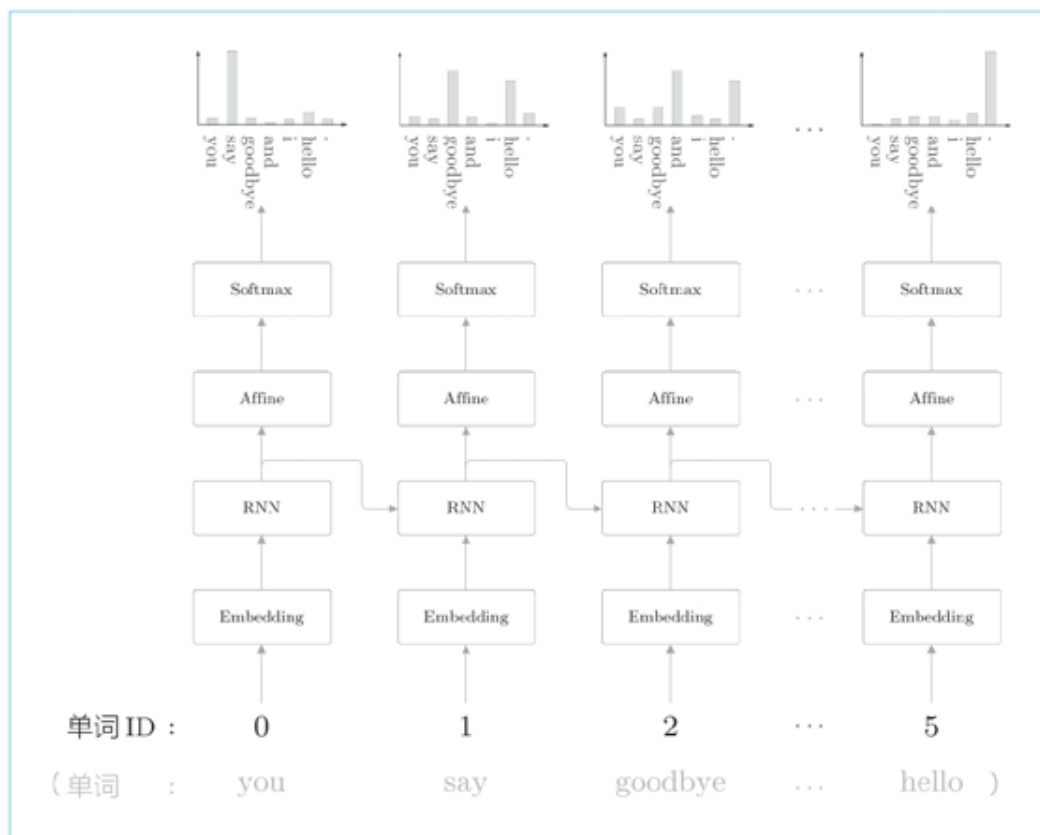 you say goodbye and i hello .
you say goodbye and i hello .
you say goodbye and i hello .
...
you say goodbye and i hello .
Softmax Softmax Softmax ... Softmax
Affine Affine Affine ... Affine
RNN RNN RNN ... RNN
Embedding Embedding Embedding ... Embedding
单词 ID : 0 1 2 ... 5
( 单词 : you say goodbye ... hello )